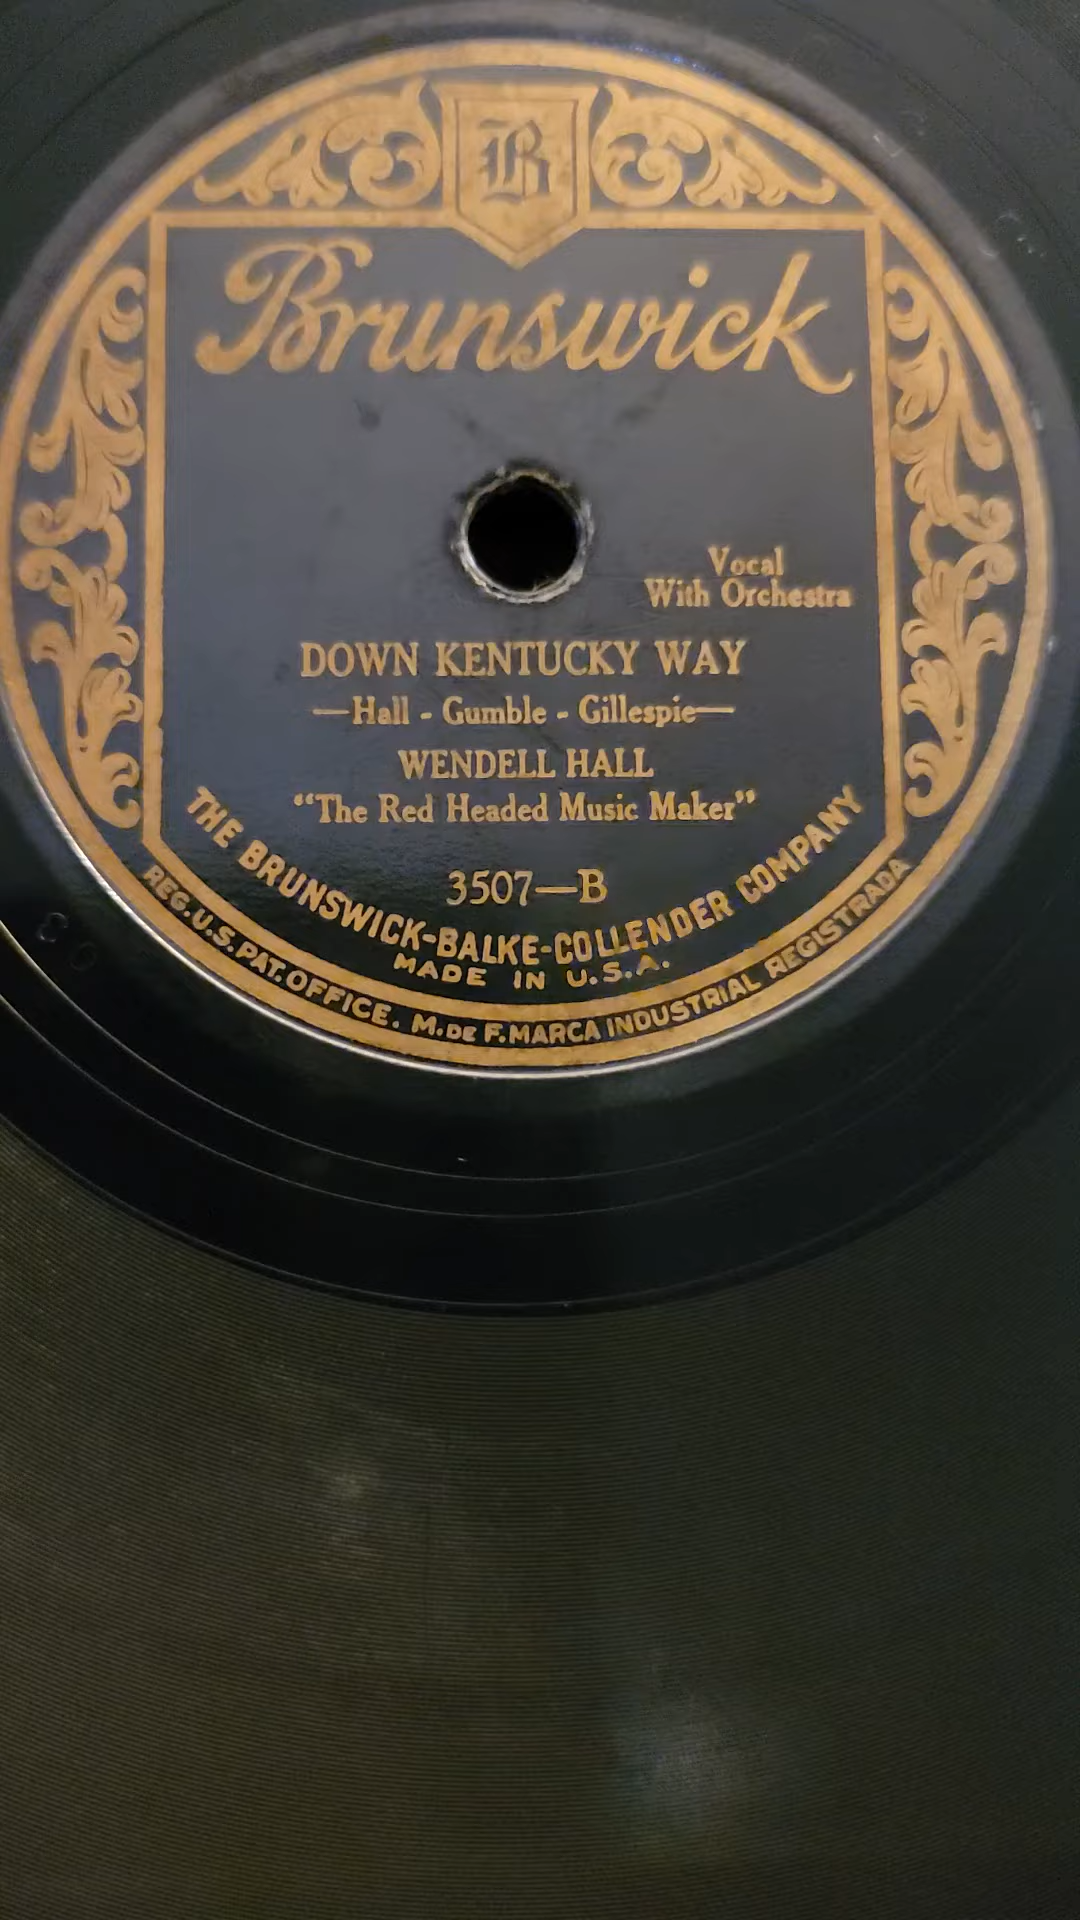 B
Brunswick
Vocal
With Orchestra
DOWN KENTUCKY WAY
—Hall - Gumble - Gillespie—
WENDELL HALL
“The Red Headed Music Maker”
3507—B
THE BRUNSWICK-BALKE-COLLENDER COMPANY
MADE IN U.S.A.
REG.U.S.PAT.OFFICE. M.DE F.MARCA INDUSTRIAL REGISTRADA